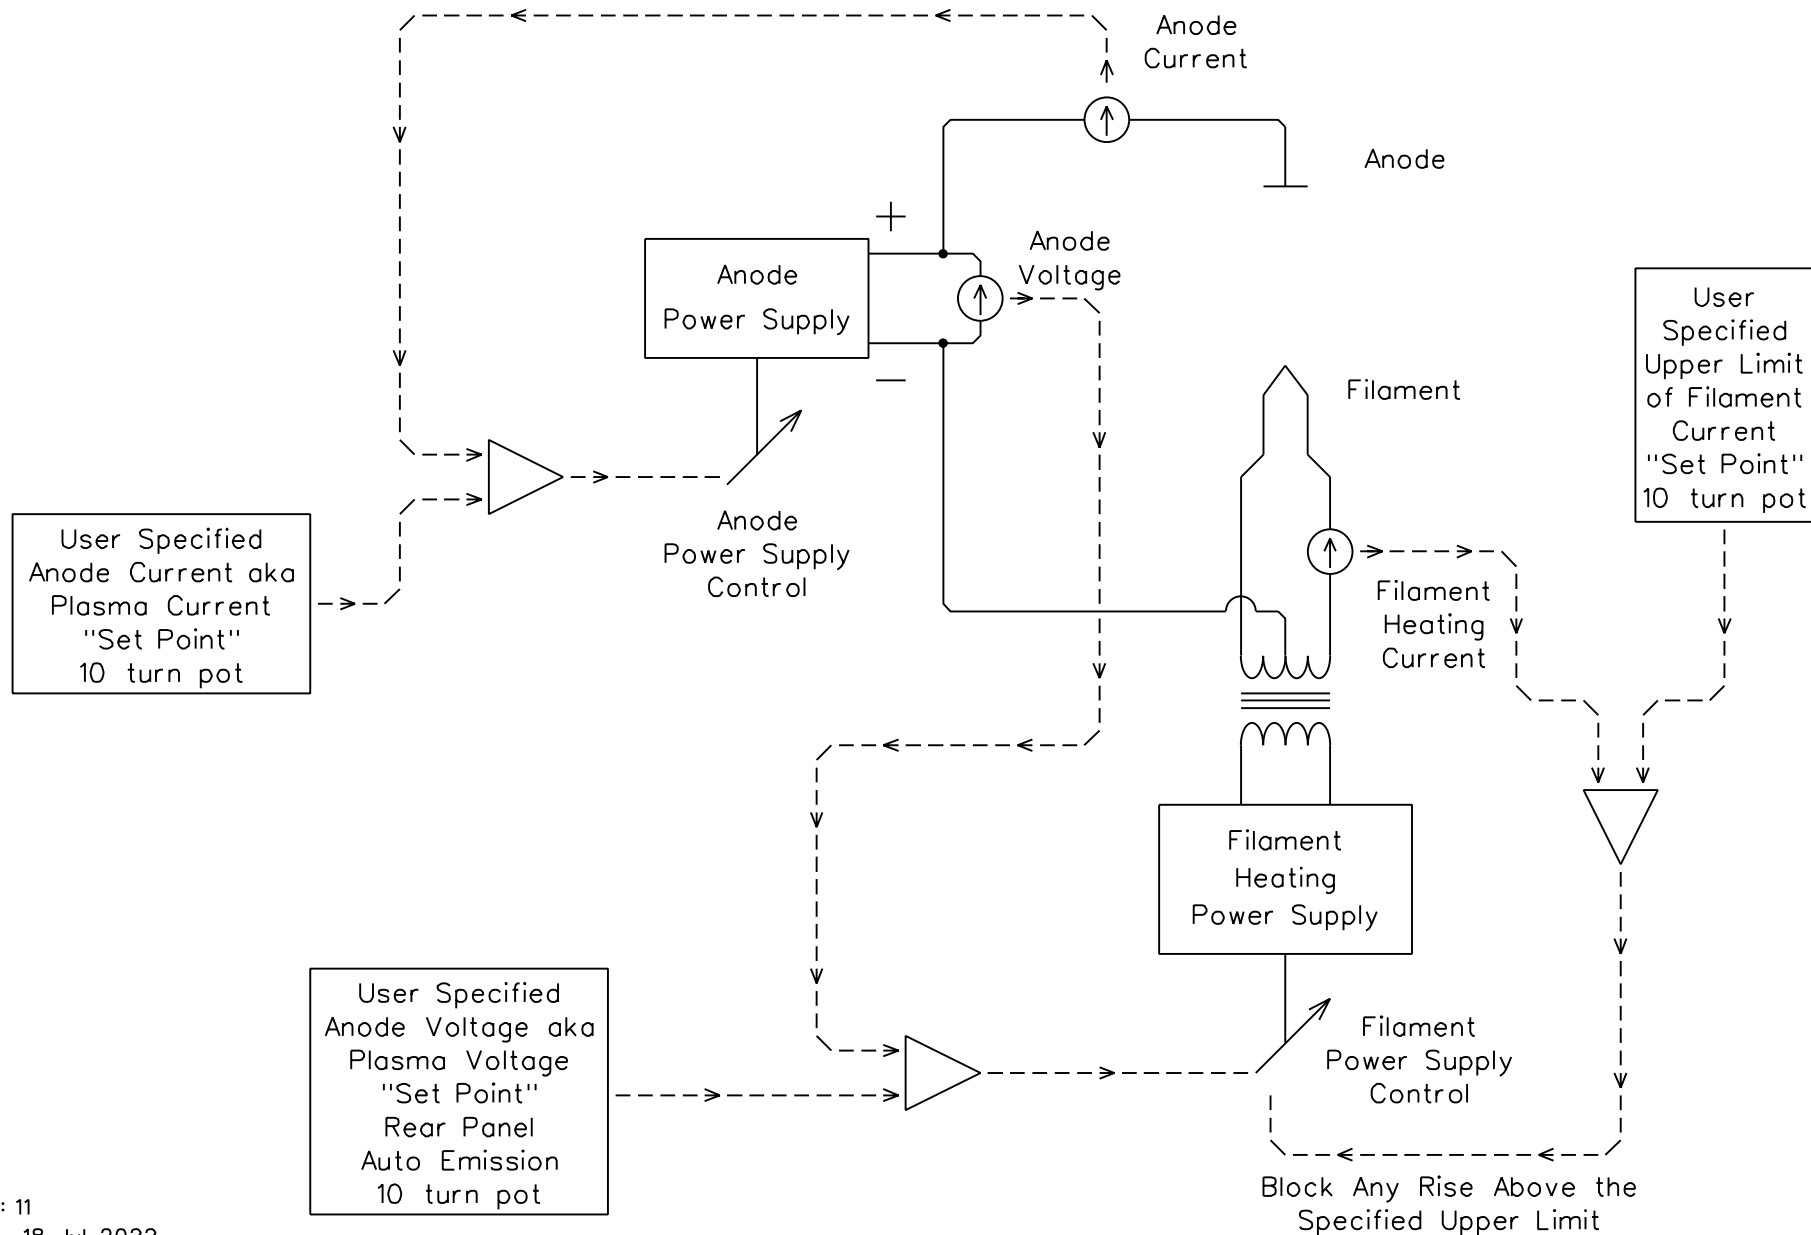 Anode
Current
Anode
+
Anode
Voltage
Anode
Power Supply
—
User
Specified
Upper Limit
of Filament
Current
"Set Point"
10 turn pot
Filament
Anode
Power Supply
Control
User Specified
Anode Current aka
Plasma Current
"Set Point"
10 turn pot
Filament
Heating
Current
Filament
Heating
Power Supply
User Specified
Anode Voltage aka
Plasma Voltage
"Set Point"
Rear Panel
Auto Emission
10 turn pot
Filament
Power Supply
Control
Block Any Rise Above the
Specified Upper Limit
: 11